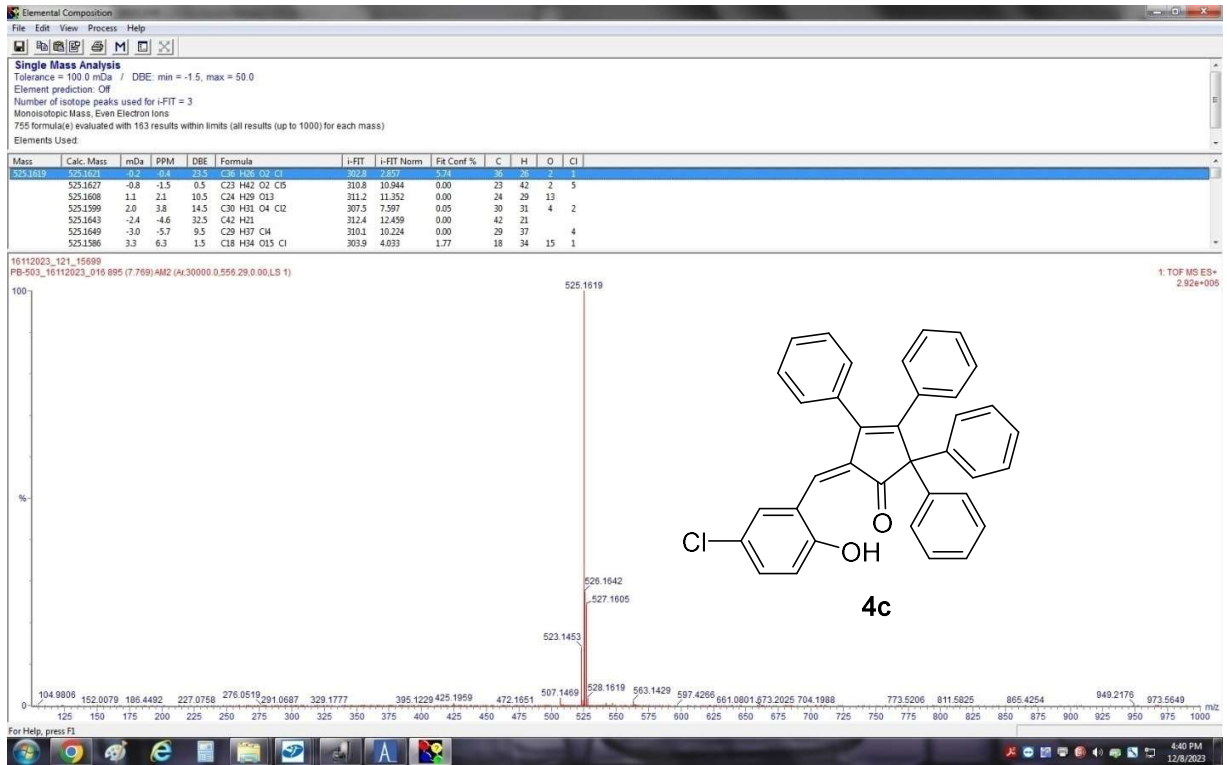 Elemental Composition
File Edit View Process Help
Single Mass Analysis
Tolerance = 100.0 mDa / DBE: min = -1.5, max = 50.0
Element prediction: Off
Number of isotope peaks used for i-FIT = 3
Monoisotopic Mass, Even Electron Ions
755 formula(e) evaluated with 163 results within limits (all results (up to 1000) for each mass)
Elements Used:
Mass Calc. Mass mDa PPM DBE Formula i-FIT i-FIT Norm Fit Conf % C H O Cl
525.1619 525.1621 -0.2 -0.4 23.5 C36 H26 O2 Cl 302.8 2.857 5.74 36 26 2 1
525.1627 -0.8 -1.5 0.5 C23 H42 O2 Cl5 310.8 10.944 0.00 23 42 2 5
525.1608 1.1 2.1 10.5 C24 H29 O13 311.2 11.352 0.00 24 29 13
525.1599 2.0 3.8 14.5 C30 H31 O4 Cl2 307.5 7.597 0.05 30 31 4 2
525.1643 -2.4 -4.6 32.5 C42 H21 312.4 12.459 0.00 42 21
525.1649 -3.0 -5.7 9.5 C29 H37 Cl4 310.1 10.224 0.00 29 37 4
525.1586 3.3 6.3 1.5 C18 H34 O15 Cl 303.9 4.033 1.77 18 34 15 1
16112023_121_15699
PB-503_16112023_016 895 (7.769) AM2 (Ar,30000.0,556.29,0.00,LS 1)
1: TOF MS ES+
2.92e+006
100
525.1619
%
Cl
O
OH
4c
526.1642
527.1605
523.1453
104.9806 152.0079 186.4492 227.0758 276.0519 291.0687 329.1777 395.1229 425.1959 472.1651 507.1469 528.1619 563.1429 597.4266 661.0801 673.2025 704.1988 773.5206 811.5825 865.4254 949.2176 973.5649
0
125 150 175 200 225 250 275 300 325 350 375 400 425 450 475 500 525 550 575 600 625 650 675 700 725 750 775 800 825 850 875 900 925 950 975 1000 m/z
For Help, press F1
4:40 PM
12/8/2023